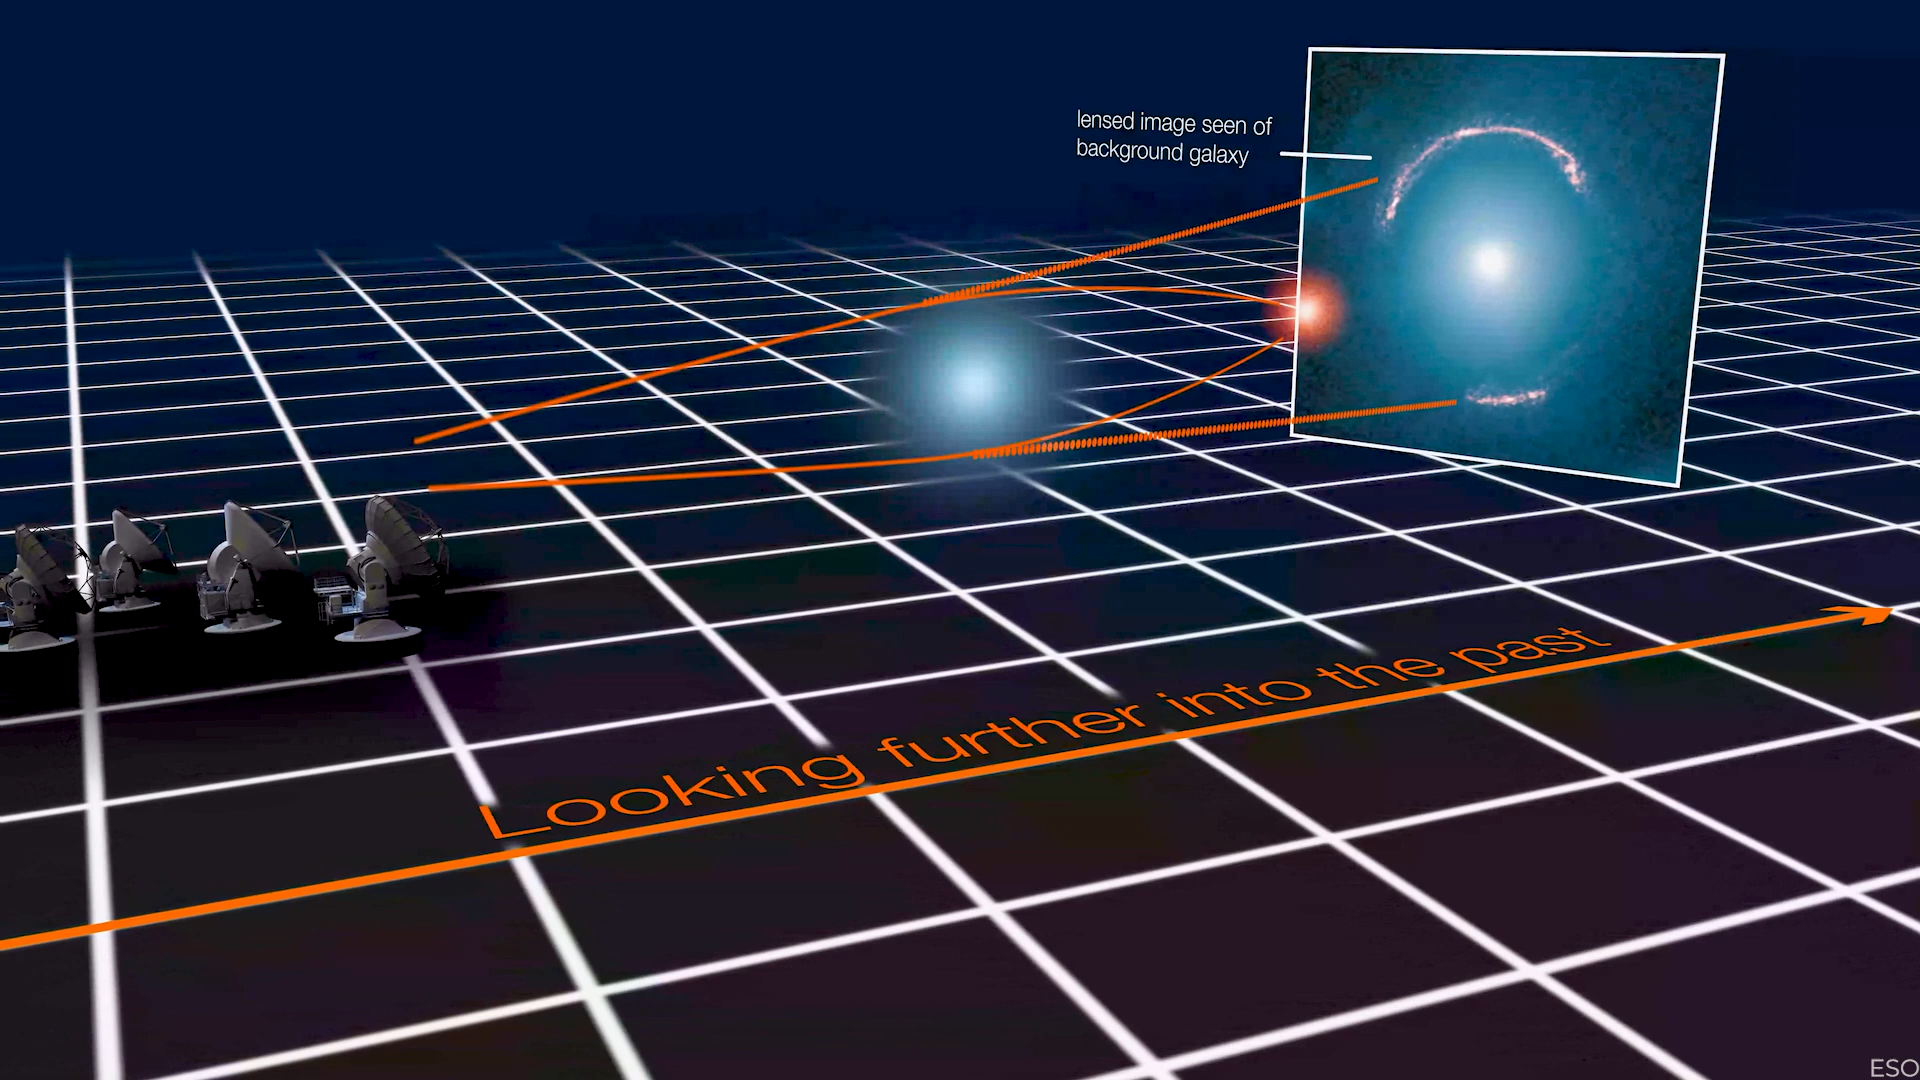 lensed image seen of
background galaxy
Looking further into the past
ESO